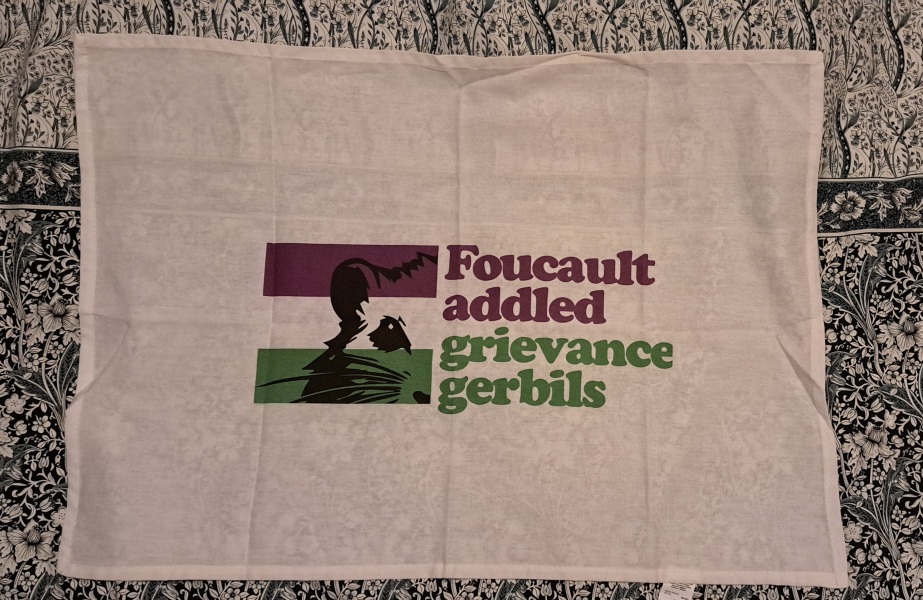 Foucault
addled
grievance
gerbils